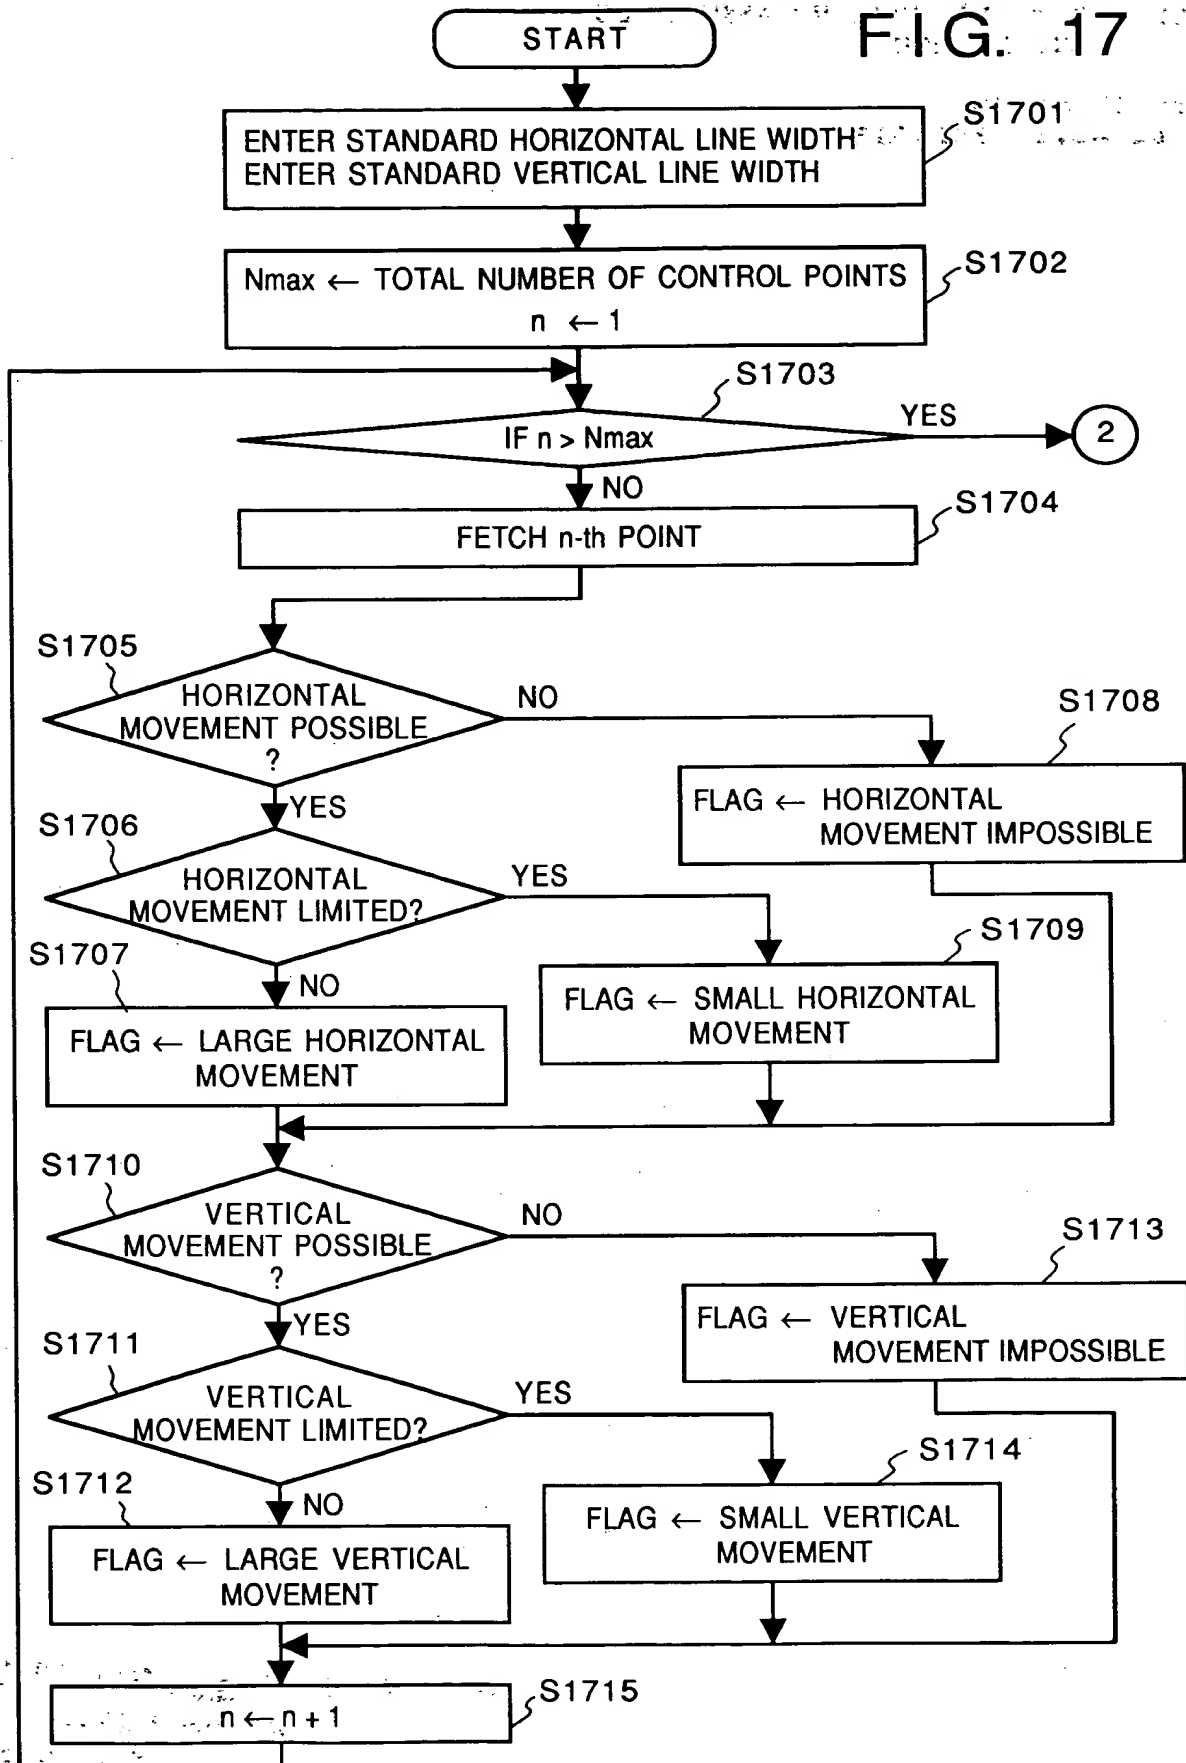 START
FIG. 17
S1701
ENTER STANDARD HORIZONTAL LINE WIDTH
ENTER STANDARD VERTICAL LINE WIDTH
S1702
Nmax ← TOTAL NUMBER OF CONTROL POINTS
n ← 1
S1703
IF n > Nmax
YES
2
NO
S1704
FETCH n-th POINT
S1705
HORIZONTAL
MOVEMENT POSSIBLE
?
NO
S1708
FLAG ← HORIZONTAL
MOVEMENT IMPOSSIBLE
YES
S1706
HORIZONTAL
MOVEMENT LIMITED?
YES
S1709
FLAG ← SMALL HORIZONTAL
MOVEMENT
S1707
NO
FLAG ← LARGE HORIZONTAL
MOVEMENT
S1710
VERTICAL
MOVEMENT POSSIBLE
?
NO
S1713
FLAG ← VERTICAL
MOVEMENT IMPOSSIBLE
YES
S1711
VERTICAL
MOVEMENT LIMITED?
YES
S1714
FLAG ← SMALL VERTICAL
MOVEMENT
S1712
NO
FLAG ← LARGE VERTICAL
MOVEMENT
S1715
n ← n + 1